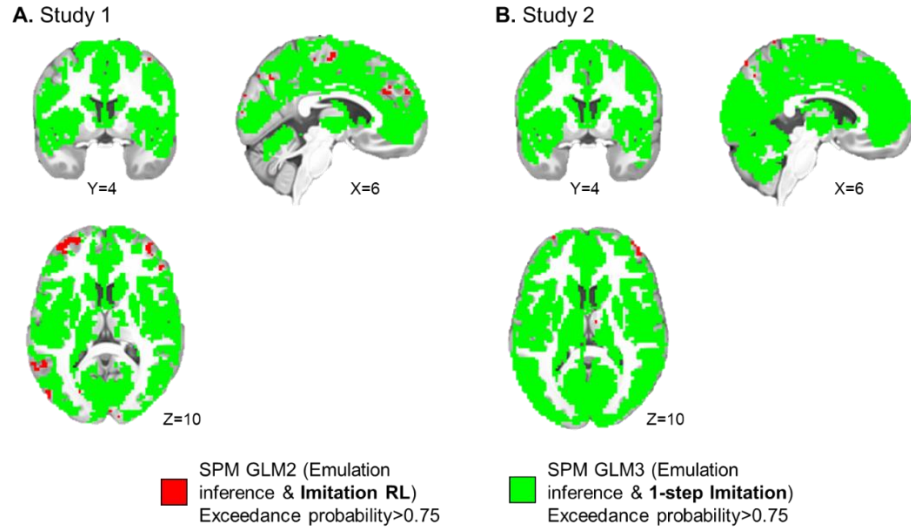 A. Study 1
B. Study 2
Y=4
X=6
Y=4
X=6
Z=10
Z=10
SPM GLM2 (Emulation
inference & Imitation RL)
Exceedance probability>0.75
SPM GLM3 (Emulation
inference & 1-step Imitation)
Exceedance probability>0.75